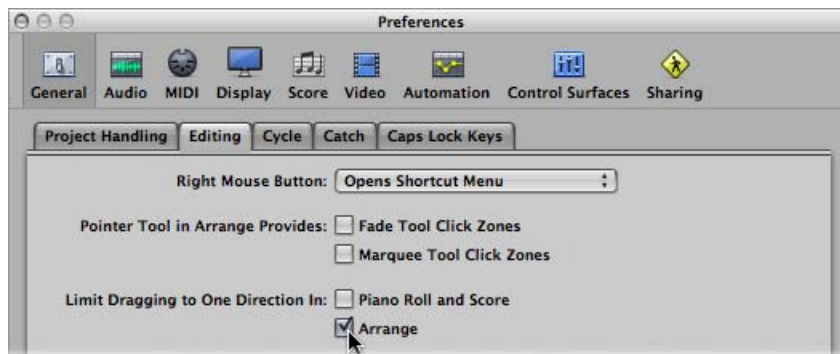 Preferences
General Audio MIDI Display Score Video Automation Control Surfaces Sharing
Project Handling Editing Cycle Catch Caps Lock Keys
Right Mouse Button: Opens Shortcut Menu
Pointer Tool in Arrange Provides: Fade Tool Click Zones
Marquee Tool Click Zones
Limit Dragging to One Direction In: Piano Roll and Score
Arrange